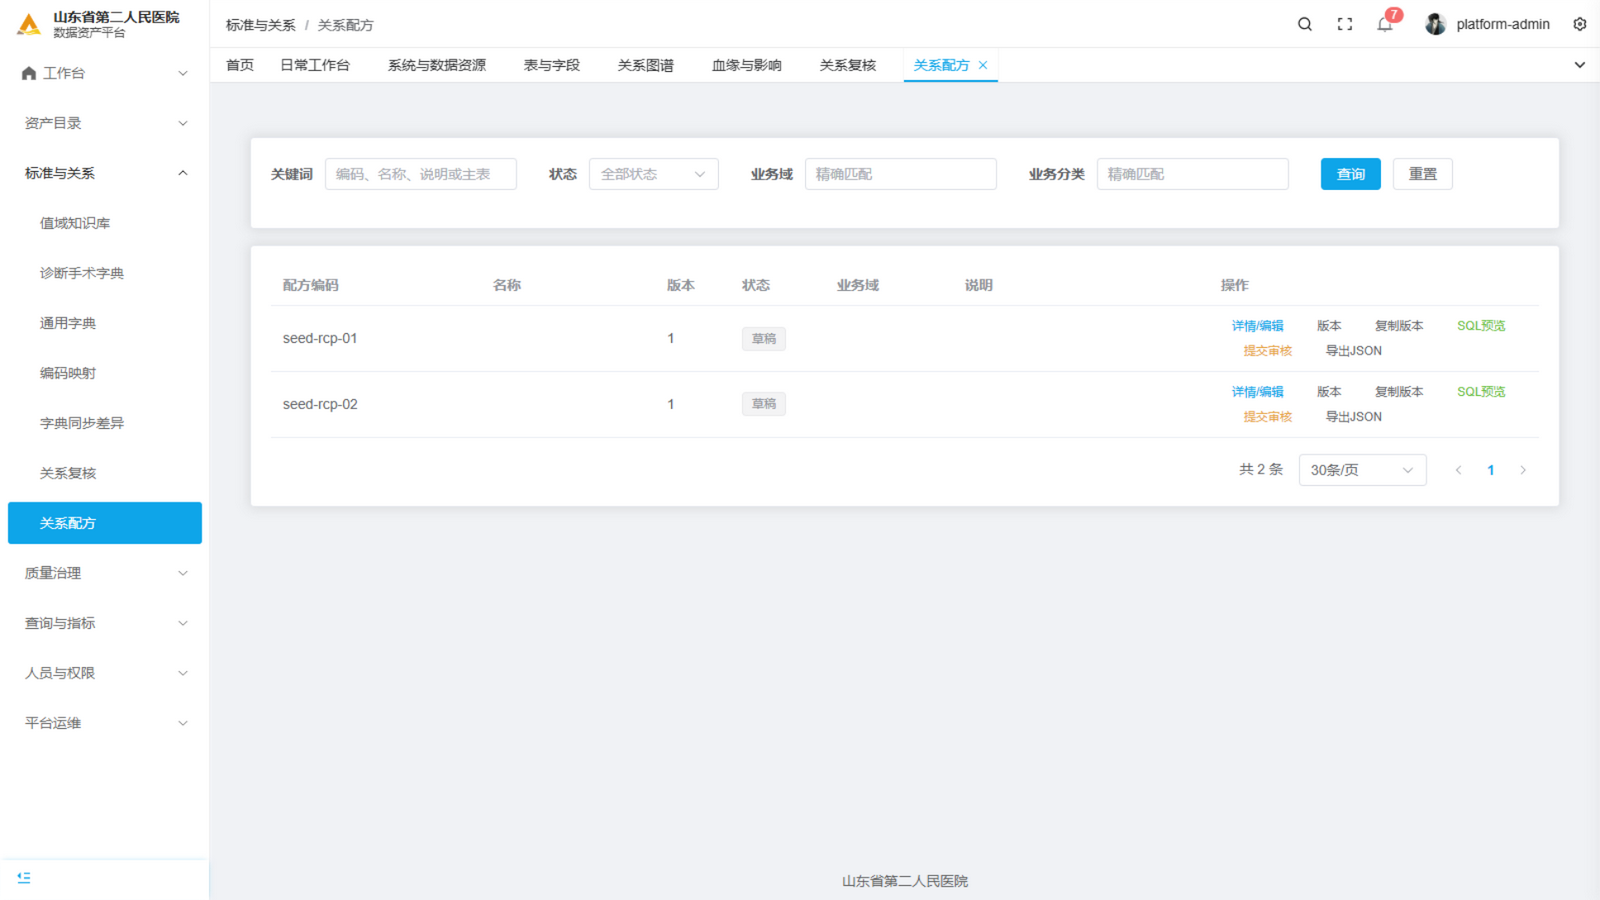 山东省第二人民医院
数据资产平台
工作台
资产目录
标准与关系
值域知识库
诊断手术字典
通用字典
编码映射
字典同步差异
关系复核
关系配方
质量治理
查询与指标
人员与权限
平台运维
标准与关系 / 关系配方
7
platform-admin
首页 日常工作台 系统与数据资源 表与字段 关系图谱 血缘与影响 关系复核 关系配方
关键词 编码、名称、说明或主表 状态 全部状态 业务域 精确匹配 业务分类 精确匹配 查询 重置
配方编码 名称 版本 状态 业务域 说明 操作
seed-rcp-01 1 草稿 详情/编辑 版本 复制版本 SQL预览
提交审核 导出JSON
seed-rcp-02 1 草稿 详情/编辑 版本 复制版本 SQL预览
提交审核 导出JSON
共 2 条 30条/页 1
山东省第二人民医院